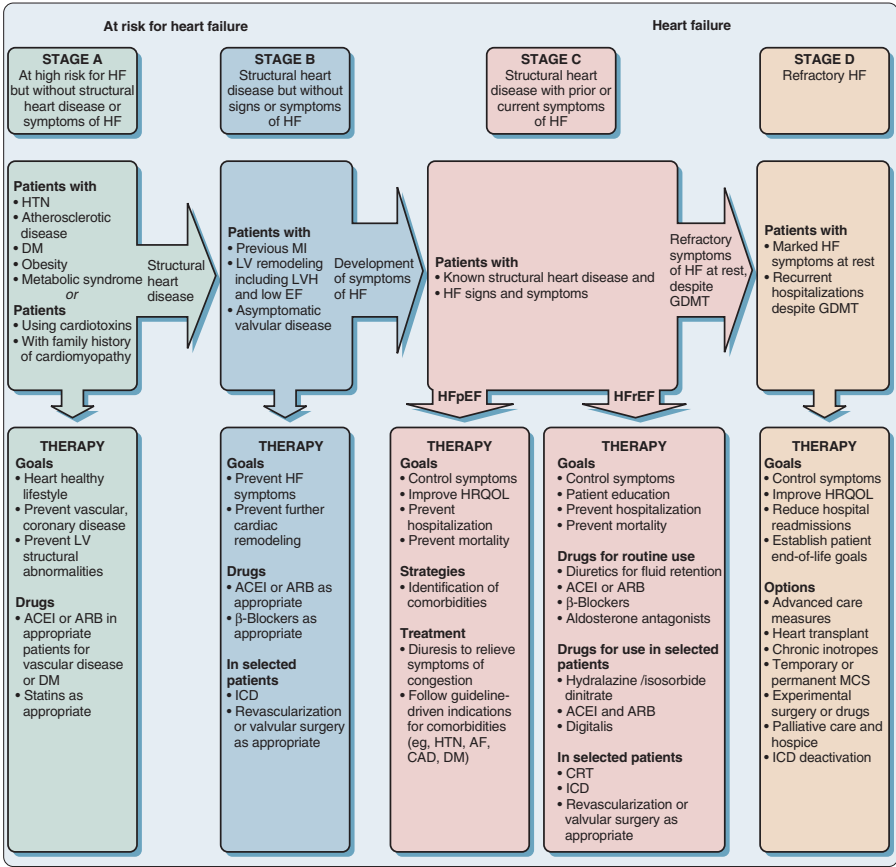 At risk for heart failure
Heart failure
STAGE A
At high risk for HF
but without structural
heart disease or
symptoms of HF
STAGE B
Structural heart
disease but without
signs or symptoms
of HF
STAGE C
Structural heart
disease with prior or
current symptoms
of HF
STAGE D
Refractory HF
Patients with
• HTN
• Atherosclerotic
disease
• DM
• Obesity
• Metabolic syndrome
or
Patients
• Using cardiotoxins
• With family history
of cardiomyopathy
Structural
heart
disease
Patients with
• Previous MI
• LV remodeling
including LVH
and low EF
• Asymptomatic
valvular disease
Development
of symptoms
of HF
Patients with
• Known structural heart disease and
• HF signs and symptoms
Refractory
symptoms
of HF at rest,
despite
GDMT
Patients with
• Marked HF
symptoms at rest
• Recurrent
hospitalizations
despite GDMT
HFpEF
HFrEF
THERAPY
Goals
• Heart healthy
lifestyle
• Prevent vascular,
coronary disease
• Prevent LV
structural
abnormalities
Drugs
• ACEI or ARB in
appropriate
patients for
vascular disease
or DM
• Statins as
appropriate
THERAPY
Goals
• Prevent HF
symptoms
• Prevent further
cardiac
remodeling
Drugs
• ACEI or ARB as
appropriate
• β-Blockers as
appropriate
In selected
patients
• ICD
• Revascularization
or valvular surgery
as appropriate
THERAPY
Goals
• Control symptoms
• Improve HRQOL
• Prevent
hospitalization
• Prevent mortality
Strategies
• Identification of
comorbidities
Treatment
• Diuresis to relieve
symptoms of
congestion
• Follow guideline-
driven indications
for comorbidities
(eg, HTN, AF,
CAD, DM)
THERAPY
Goals
• Control symptoms
• Patient education
• Prevent hospitalization
• Prevent mortality
Drugs for routine use
• Diuretics for fluid retention
• ACEI or ARB
• β-Blockers
• Aldosterone antagonists
Drugs for use in selected
patients
• Hydralazine /isosorbide
dinitrate
• ACEI and ARB
• Digitalis
In selected patients
• CRT
• ICD
• Revascularization or
valvular surgery as
appropriate
THERAPY
Goals
• Control symptoms
• Improve HRQOL
• Reduce hospital
readmissions
• Establish patient
end-of-life goals
Options
• Advanced care
measures
• Heart transplant
• Chronic inotropes
• Temporary or
permanent MCS
• Experimental
surgery or drugs
• Palliative care and
hospice
• ICD deactivation